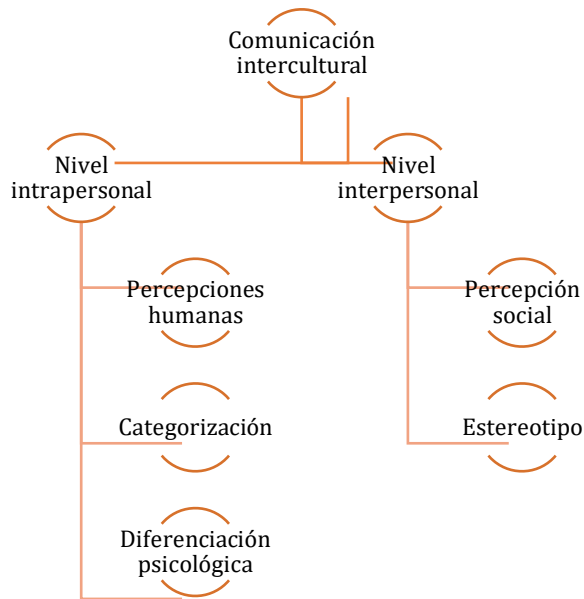 Comunicación
intercultural
Nivel
intrapersonal
Nivel
interpersonal
Percepciones
humanas
Percepción
social
Categorización
Estereotipo
Diferenciación
psicológica